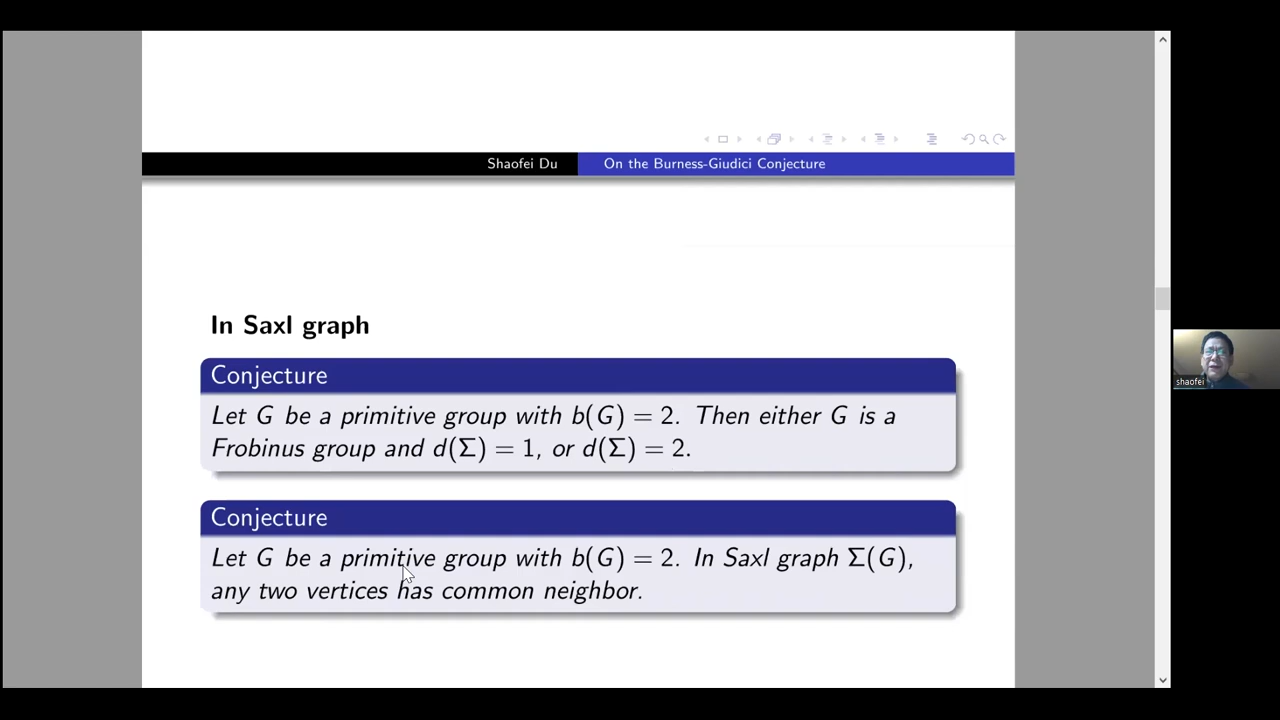 Shaofei Du
On the Burness-Giudici Conjecture
In Saxl graph
Conjecture
Let G be a primitive group with b(G) = 2. Then either G is a
Frobinus group and d(Σ) = 1, or d(Σ) = 2.
Conjecture
Let G be a primitive group with b(G) = 2. In Saxl graph Σ(G),
any two vertices has common neighbor.
shaofei